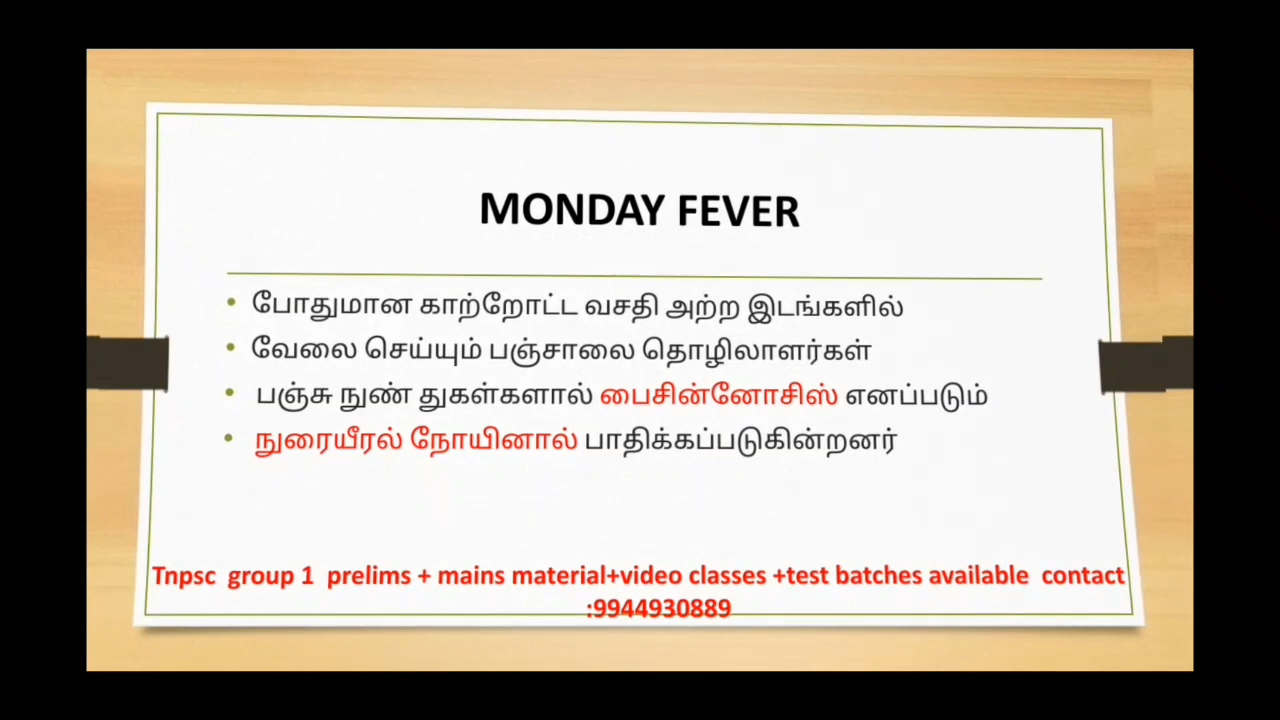 MONDAY FEVER
• போதுமான காற்றோட்ட வசதி அற்ற இடங்களில்
• வேலை செய்யும் பஞ்சாலை தொழிலாளர்கள்
• பஞ்சு நுண் துகள்களால் பைசின்னோசிஸ் எனப்படும்
• நுரையீரல் நோயினால் பாதிக்கப்படுகின்றனர்
Tnpsc group 1 prelims + mains material+video classes +test batches available contact
:9944930889